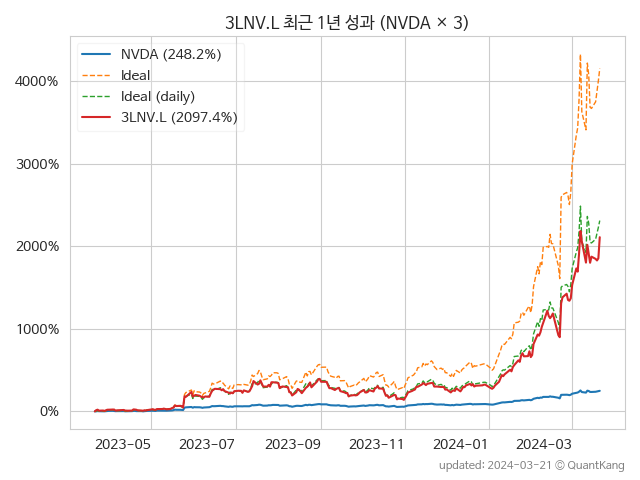 3LNV.L 최근 1년 성과 (NVDA × 3)
NVDA (248.2%)
Ideal
Ideal (daily)
3LNV.L (2097.4%)
4000%
3000%
2000%
1000%
0%
2023-05
2023-07
2023-09
2023-11
2024-01
2024-03
updated: 2024-03-21 © QuantKang